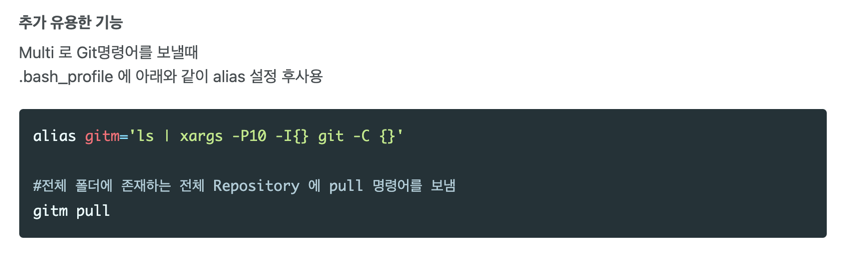 추가 유용한 기능
Multi 로 Git명령어를 보낼때
.bash_profile 에 아래와 같이 alias 설정 후사용
alias gitm='ls | xargs -P10 -I{} git -C {}'
#전체 폴더에 존재하는 전체 Repository 에 pull 명령어를 보냄
gitm pull